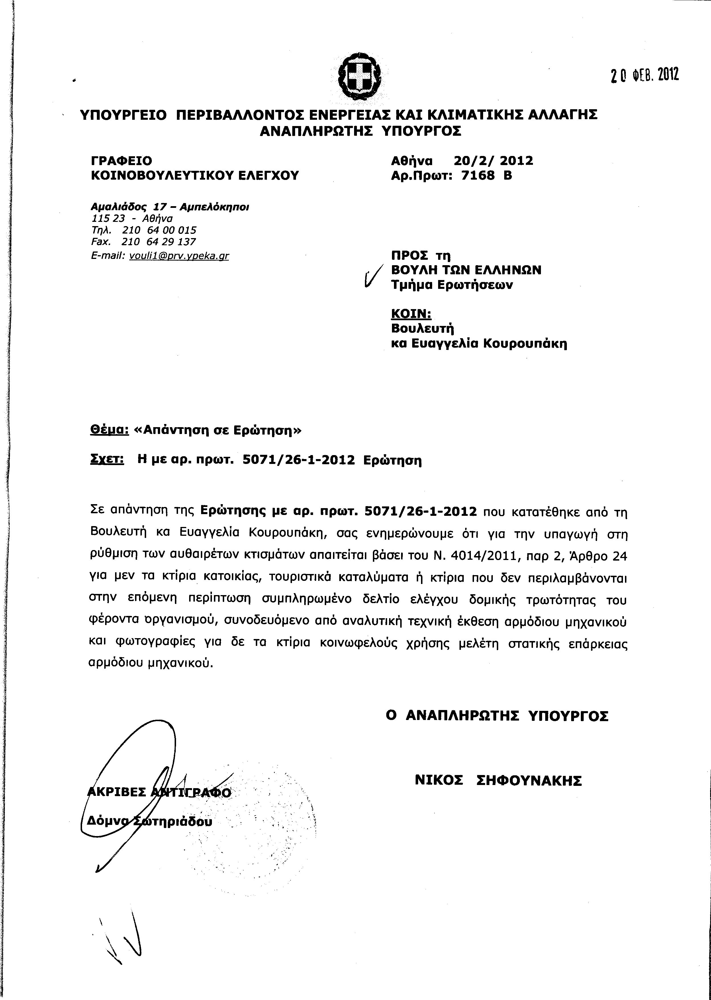 20 ΦΕΒ. 2012
ΥΠΟΥΡΓΕΙΟ ΠΕΡΙΒΑΛΛΟΝΤΟΣ ΕΝΕΡΓΕΙΑΣ ΚΑΙ ΚΛΙΜΑΤΙΚΗΣ ΑΛΛΑΓΗΣ
ΑΝΑΠΛΗΡΩΤΗΣ ΥΠΟΥΡΓΟΣ
ΓΡΑΦΕΙΟ
ΚΟΙΝΟΒΟΥΛΕΥΤΙΚΟΥ ΕΛΕΓΧΟΥ
Αθήνα 20/2/ 2012
Αρ.Πρωτ: 7168 Β
Αμαλιάδος 17 – Αμπελόκηποι
115 23 - Αθήνα
Τηλ. 210 64 00 015
Fax. 210 64 29 137
E-mail: vouli1@prv.ypeka.gr
ΠΡΟΣ τη
ΒΟΥΛΗ ΤΩΝ ΕΛΛΗΝΩΝ
Τμήμα Ερωτήσεων
ΚΟΙΝ:
Βουλευτή
κα Ευαγγελία Κουρουπάκη
Θέμα: «Απάντηση σε Ερώτηση»
Σχετ: Η με αρ. πρωτ. 5071/26-1-2012 Ερώτηση
Σε απάντηση της Ερώτησης με αρ. πρωτ. 5071/26-1-2012 που κατατέθηκε από τη
Βουλευτή κα Ευαγγελία Κουρουπάκη, σας ενημερώνουμε ότι για την υπαγωγή στη
ρύθμιση των αυθαιρέτων κτισμάτων απαιτείται βάσει του Ν. 4014/2011, παρ 2, Άρθρο 24
για μεν τα κτίρια κατοικίας, τουριστικά καταλύματα ή κτίρια που δεν περιλαμβάνονται
στην επόμενη περίπτωση συμπληρωμένο δελτίο ελέγχου δομικής τρωτότητας του
φέροντα οργανισμού, συνοδευόμενο από αναλυτική τεχνική έκθεση αρμόδιου μηχανικού
και φωτογραφίες για δε τα κτίρια κοινωφελούς χρήσης μελέτη στατικής επάρκειας
αρμόδιου μηχανικού.
Ο ΑΝΑΠΛΗΡΩΤΗΣ ΥΠΟΥΡΓΟΣ
ΝΙΚΟΣ ΣΗΦΟΥΝΑΚΗΣ
ΑΚΡΙΒΕΣ ΑΝΤΙΓΡΑΦΟ
Δόμνα Σωτηριάδου